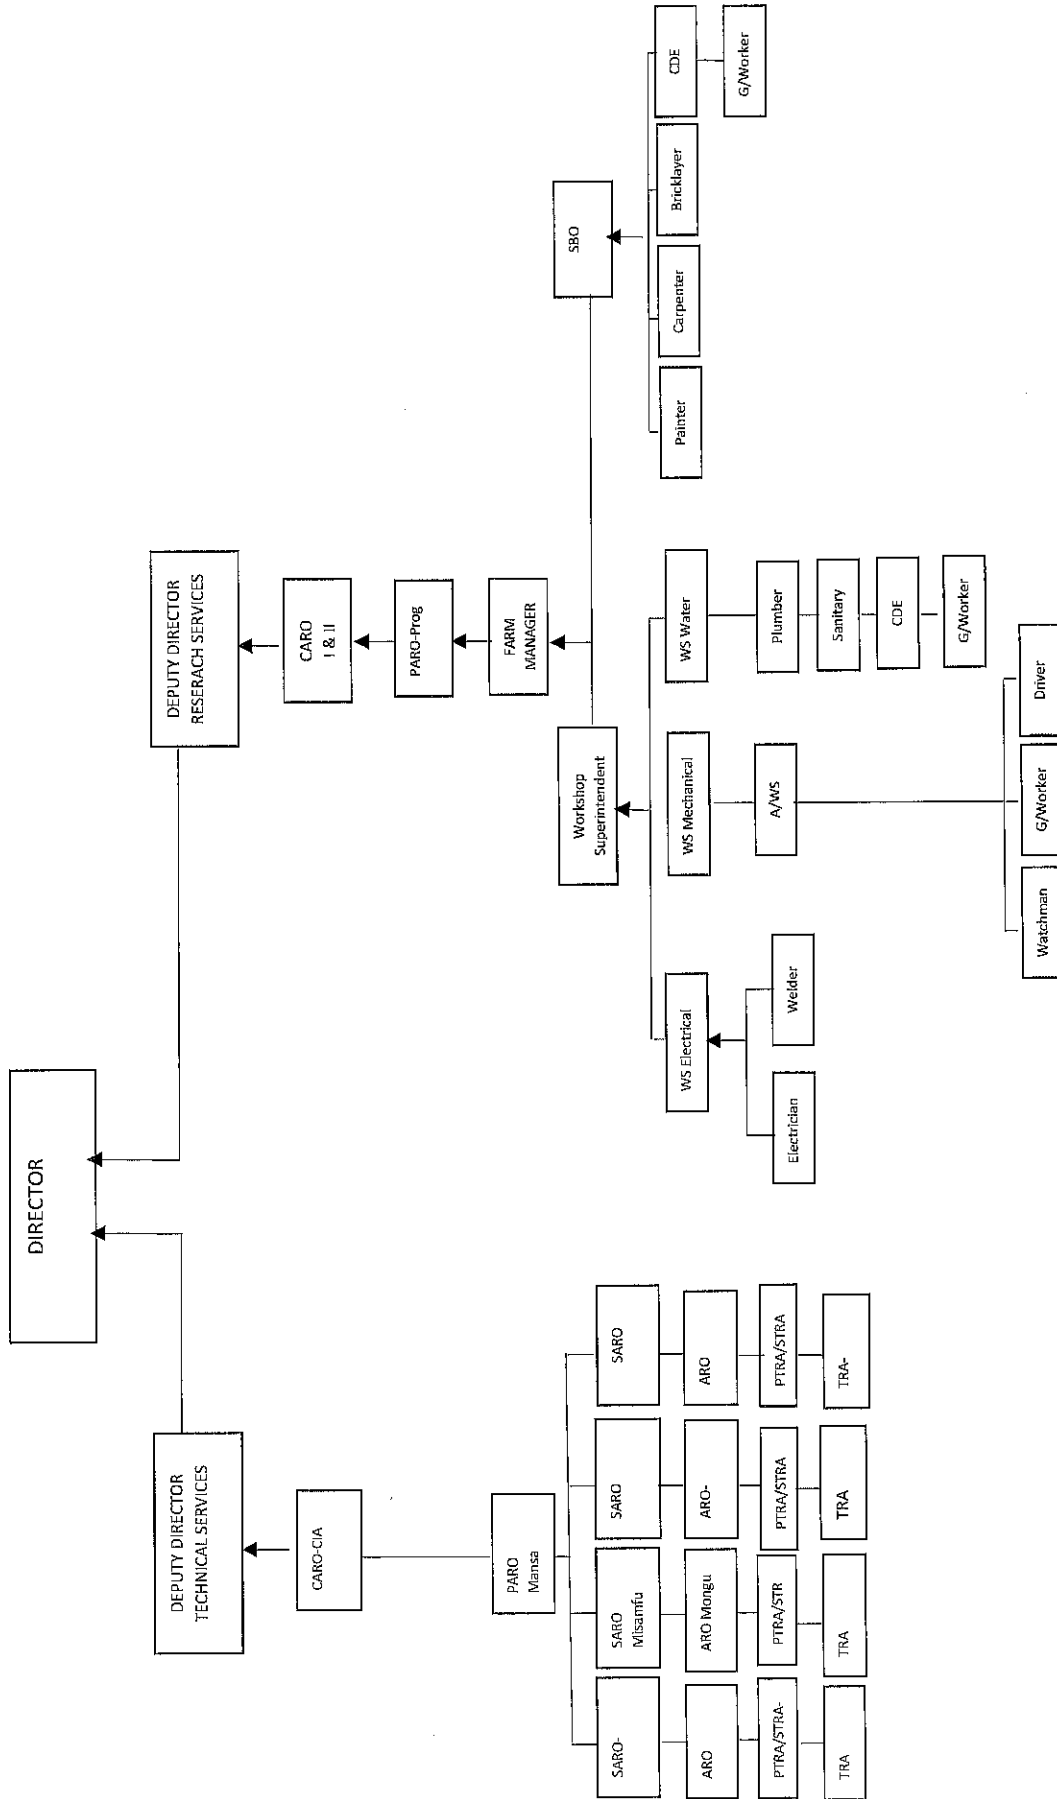 DIRECTOR
DEPUTY DIRECTOR
TECHNICAL SERVICES
DEPUTY DIRECTOR
RESERACH SERVICES
CARO-CIA
CARO
I & II
PARO-Prog
PARO
Mansa
FARM
MANAGER
Workshop
Superintendent
SBO
SARO-
SARO
Misamfu
SARO
SARO
WS Electrical
WS Mechanical
WS Water
Painter
Carpenter
Bricklayer
CDE
ARO
ARO Mongu
ARO-
ARO
G/Worker
PTRA/STRA-
PTRA/STR
PTRA/STRA
PTRA/STRA
Electrician
Welder
A/WS
Plumber
Sanitary
TRA
TRA
TRA
TRA-
CDE
G/Worker
Watchman
G/Worker
Driver